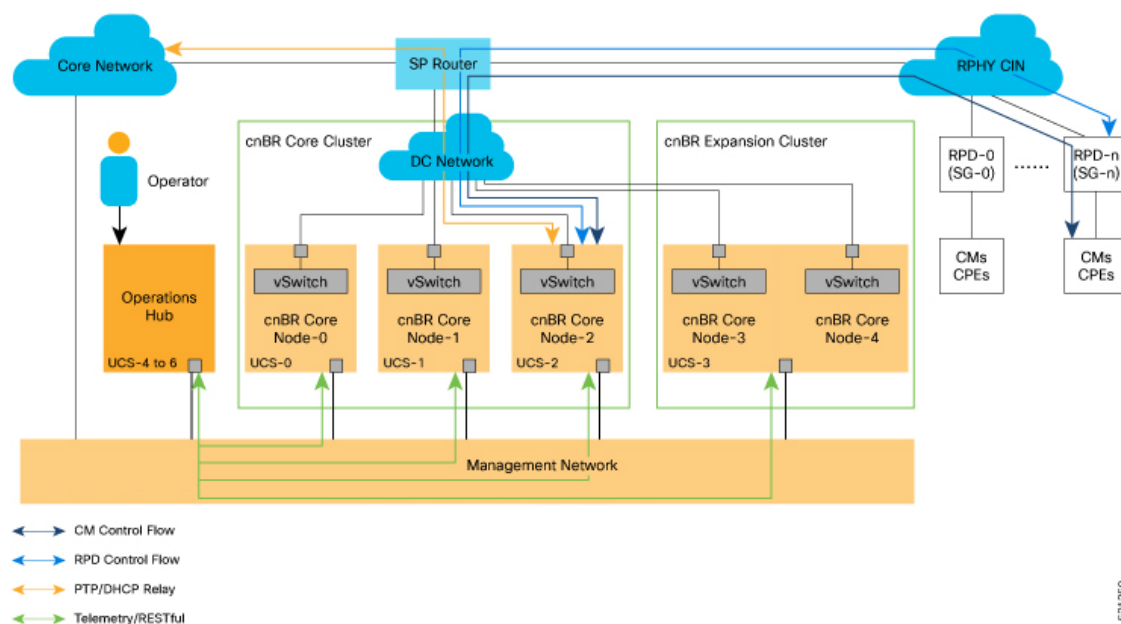 Core Network
SP Router
RPHY CIN
cnBR Core Cluster
DC Network
cnBR Expansion Cluster
Operator
RPD-0
(SG-0)
......
RPD-n
(SG-n)
vSwitch
vSwitch
vSwitch
vSwitch
vSwitch
CMs
CPEs
CMs
CPEs
Operations
Hub
UCS-4 to 6
cnBR Core
Node-0
UCS-0
cnBR Core
Node-1
UCS-1
cnBR Core
Node-2
UCS-2
cnBR Core
Node-3
UCS-3
cnBR Core
Node-4
Management Network
CM Control Flow
RPD Control Flow
PTP/DHCP Relay
Telemetry/RESTful